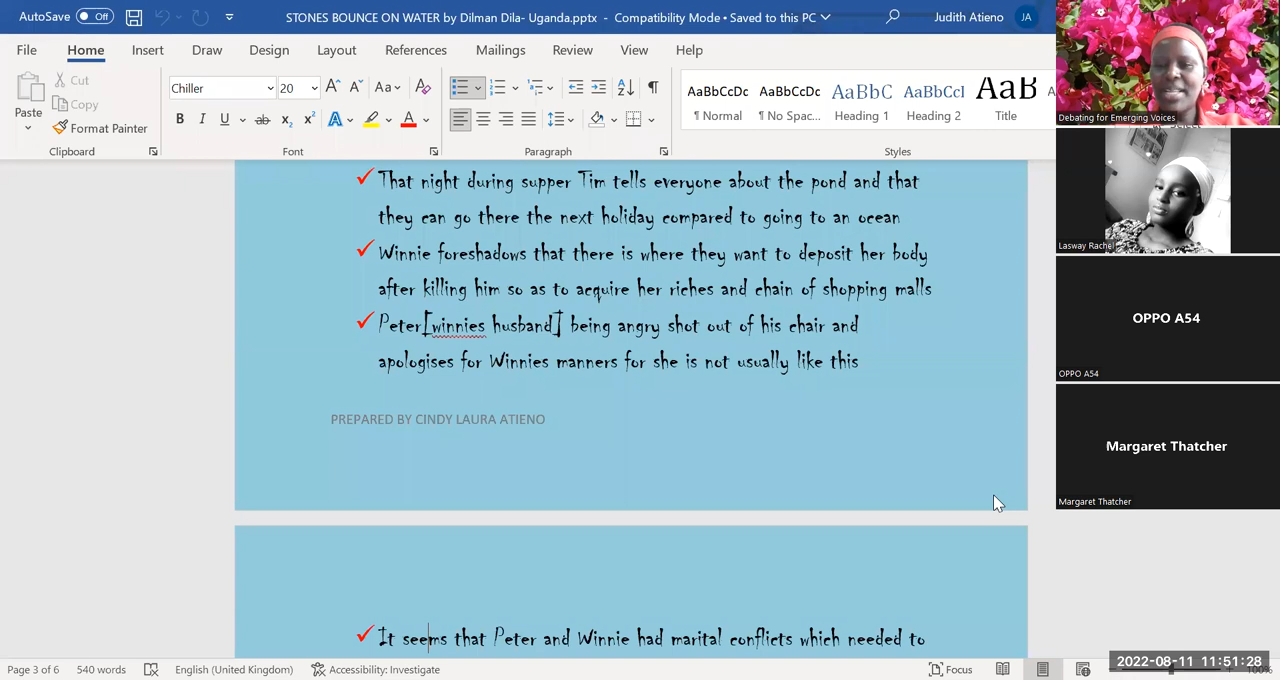 AutoSave Off STONES BOUNCE ON WATER by Dilman Dila- Uganda.pptx - Compatibility Mode • Saved to this PC Judith Atieno JA
File Home Insert Draw Design Layout References Mailings Review View Help
Paste
Cut
Copy
Format Painter
Clipboard
Chiller 20
Font
Paragraph
AaBbCcDc AaBbCcDc AaBbC AaBbCcl AaB
¶ Normal ¶ No Spac... Heading 1 Heading 2 Title
Styles
That night during supper Tim tells everyone about the pond and that
they can go there the next holiday compared to going to an ocean
Winnie foreshadows that there is where they want to deposit her body
after killing him so as to acquire her riches and chain of shopping malls
Peter[winnies husband] being angry shot out of his chair and
apologises for Winnies manners for she is not usually like this
PREPARED BY CINDY LAURA ATIENO
It seems that Peter and Winnie had marital conflicts which needed to
Debating for Emerging Voices
Lasway Rachel
OPPO A54
OPPO A54
Margaret Thatcher
Margaret Thatcher
Page 3 of 6 540 words English (United Kingdom) Accessibility: Investigate Focus 100%
2022-08-11 11:51:28